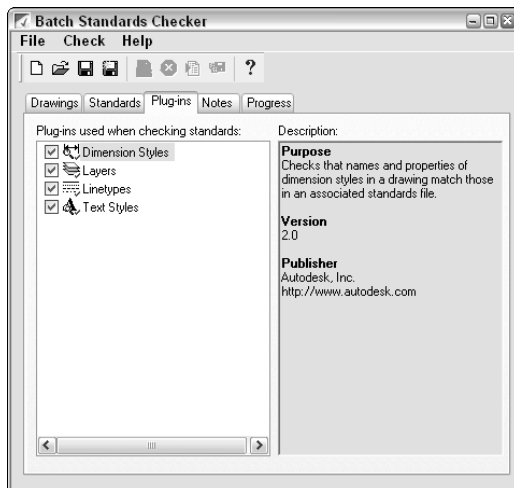 Batch Standards Checker
File Check Help
?
Drawings Standards Plug-ins Notes Progress
Plug-ins used when checking standards:
Dimension Styles
Layers
Linetypes
Text Styles
Description:
Purpose
Checks that names and properties of
dimension styles in a drawing match those
in an associated standards file.
Version
2.0
Publisher
Autodesk, Inc.
http://www.autodesk.com